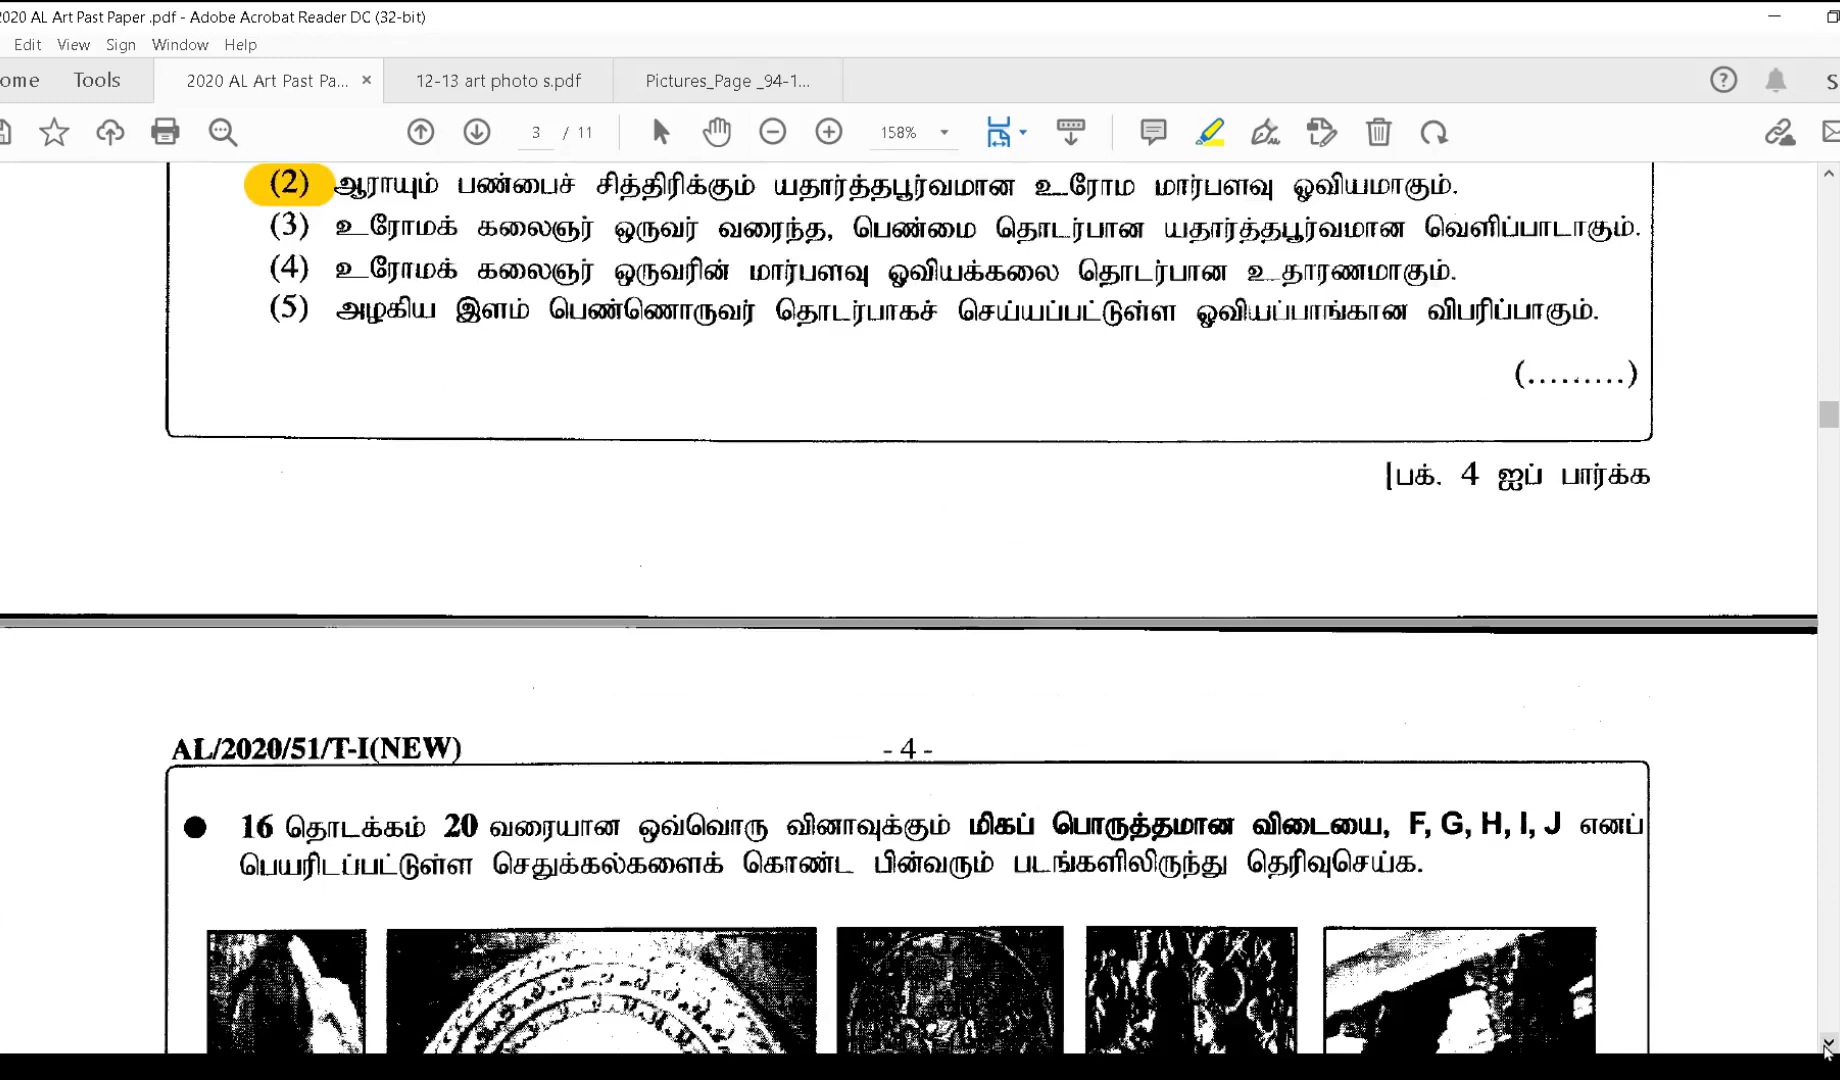 2020 AL Art Past Paper .pdf - Adobe Acrobat Reader DC (32-bit)
Edit View Sign Window Help
ome Tools 2020 AL Art Past Pa... × 12-13 art photo s.pdf Pictures_Page _94-1...
3 / 11 158%
(2) ஆராயும் பண்பைச் சித்திரிக்கும் யதார்த்தபூர்வமான உரோம மார்பளவு ஓவியமாகும்.
(3) உரோமக் கலைஞர் ஒருவர் வரைந்த, பெண்மை தொடர்பான யதார்த்தபூர்வமான வெளிப்பாடாகும்.
(4) உரோமக் கலைஞர் ஒருவரின் மார்பளவு ஓவியக்கலை தொடர்பான உதாரணமாகும்.
(5) அழகிய இளம் பெண்ணொருவர் தொடர்பாகச் செய்யப்பட்டுள்ள ஓவியப்பாங்கான விபரிப்பாகும்.
(.........)
[பக். 4 ஐப் பார்க்க
AL/2020/51/T-I(NEW) - 4 -
● 16 தொடக்கம் 20 வரையான ஒவ்வொரு வினாவுக்கும் மிகப் பொருத்தமான விடையை, F, G, H, I, J எனப்
பெயரிடப்பட்டுள்ள செதுக்கல்களைக் கொண்ட பின்வரும் படங்களிலிருந்து தெரிவுசெய்க.